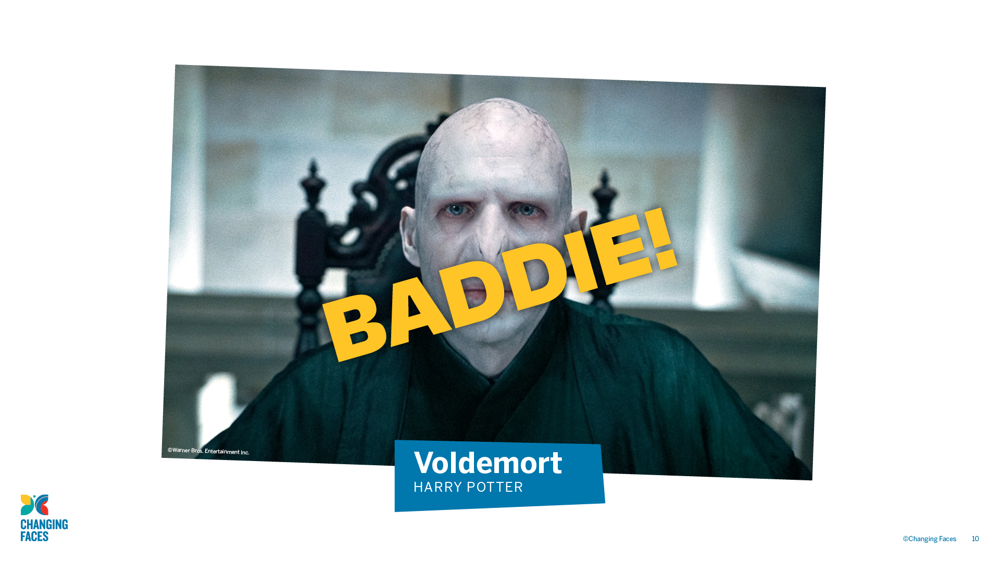 BADDIE!
©Warner Bros. Entertainment Inc.
Voldemort
HARRY POTTER
CHANGING
FACES
©Changing Faces 10